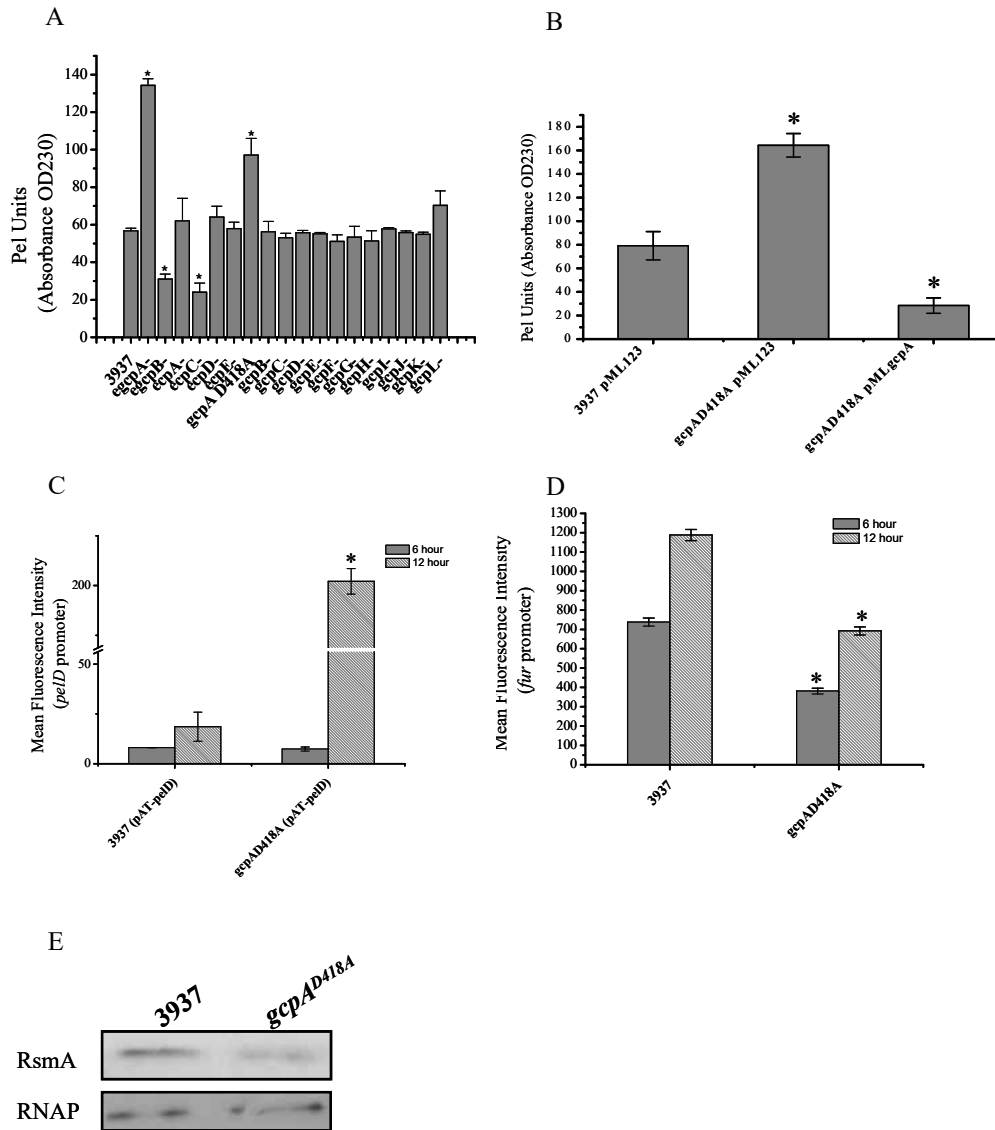 A
Pel Units
(Absorbance OD230)
140
120
100
80
60
40
20
0
*
*
*
*
3937
egcpA-
egcpB-
ecpA-
ecpC-
ecpD-
ecpE-
gcpA D418A
gcpB-
gcpC-
gcpD-
gcpE-
gcpF-
gcpG-
gcpH-
gcpI-
gcpJ-
gcpK-
gcpL-
B
Pel Units (Absorbance OD230)
180
160
140
120
100
80
60
40
20
0
*
*
3937 pML123
gcpAD418A pML123
gcpAD418A pMLgcpA
C
Mean Fluorescence Intensity
(pelD promoter)
200
50
0
6 hour
12 hour
*
3937 (pAT-pelD)
gcpAD418A (pAT-pelD)
D
Mean Fluorescence Intensity
(fur promoter)
1300
1200
1100
1000
900
800
700
600
500
400
300
200
100
0
6 hour
12 hour
*
*
3937
gcpAD418A
E
3937
gcpA^D418A
RsmA
RNAP